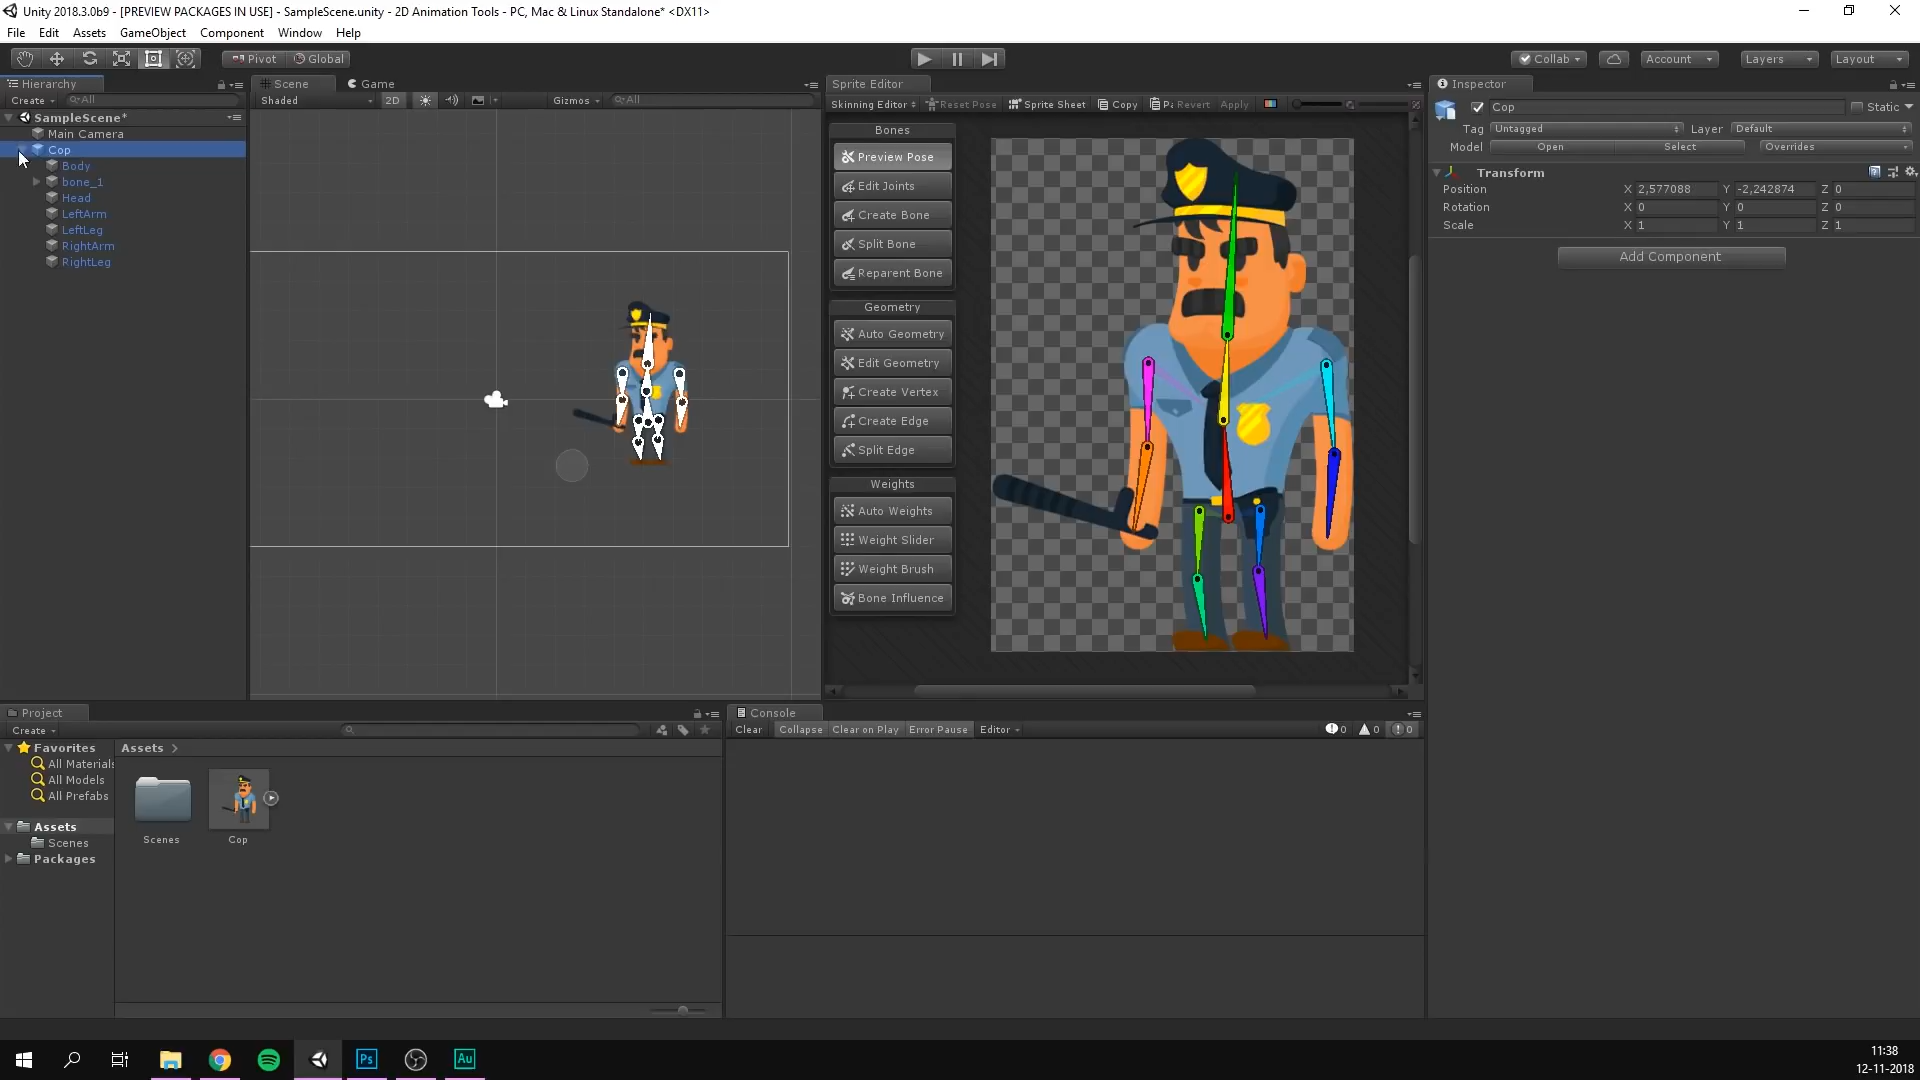 Unity 2018.3.0b9 - [PREVIEW PACKAGES IN USE] - SampleScene.unity - 2D Animation Tools - PC, Mac & Linux Standalone* <DX11>
File Edit Assets GameObject Component Window Help
Pivot Global Collab Account Layers Layout
Hierarchy
Create All
SampleScene*
Main Camera
Cop
Body
bone_1
Head
LeftArm
LeftLeg
RightArm
RightLeg
Scene Game
Shaded 2D Gizmos All
Sprite Editor
Skinning Editor Reset Pose Sprite Sheet Copy Pa Revert Apply
Bones
Preview Pose
Edit Joints
Create Bone
Split Bone
Reparent Bone
Geometry
Auto Geometry
Edit Geometry
Create Vertex
Create Edge
Split Edge
Weights
Auto Weights
Weight Slider
Weight Brush
Bone Influence
Inspector
Cop Static
Tag Untagged Layer Default
Model Open Select Overrides
Transform
Position X 2,577088 Y -2,242874 Z 0
Rotation X 0 Y 0 Z 0
Scale X 1 Y 1 Z 1
Add Component
Project
Create
Favorites
All Materials
All Models
All Prefabs
Assets
Scenes
Packages
Assets
Scenes
Cop
Console
Clear Collapse Clear on Play Error Pause Editor 0 0 0
Ps Au
11:38
12-11-2018